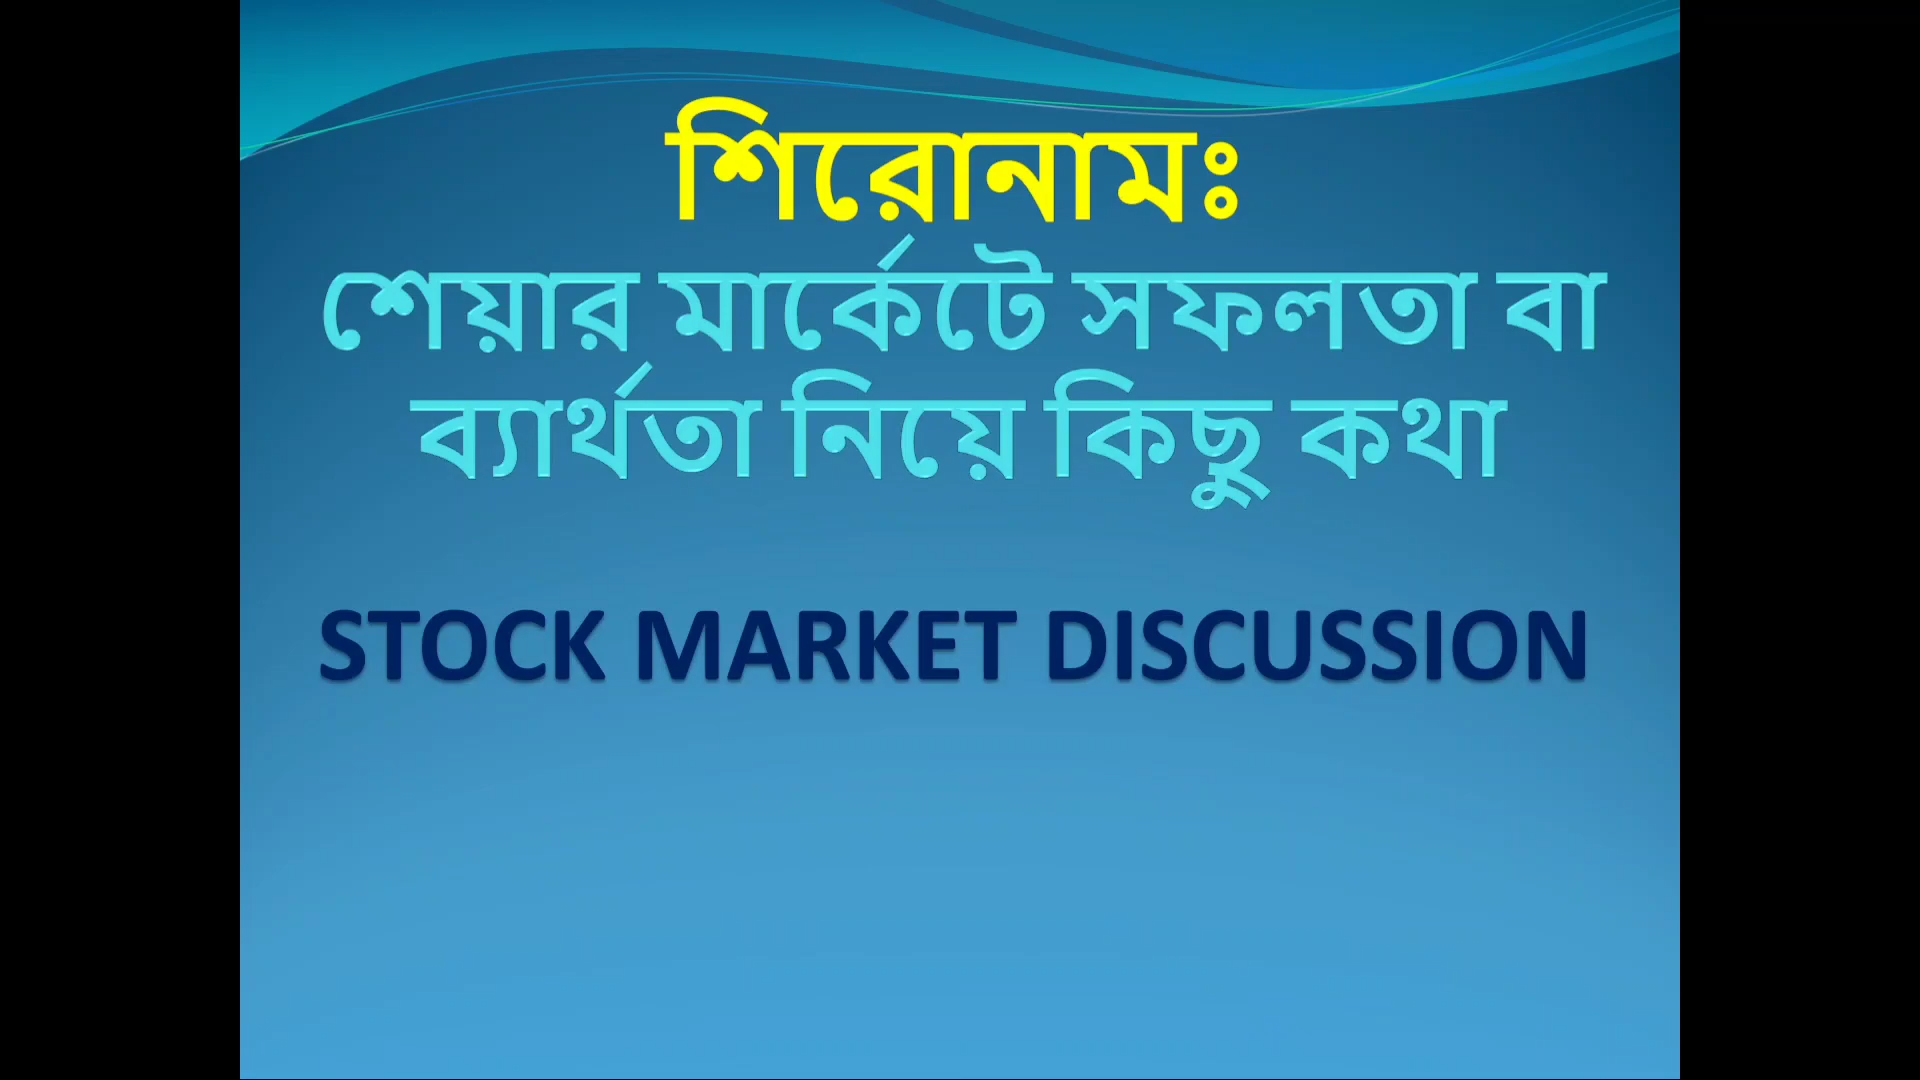 শিরোনামঃ
শেয়ার মার্কেটে সফলতা বা
ব্যার্থতা নিয়ে কিছু কথা
STOCK MARKET DISCUSSION